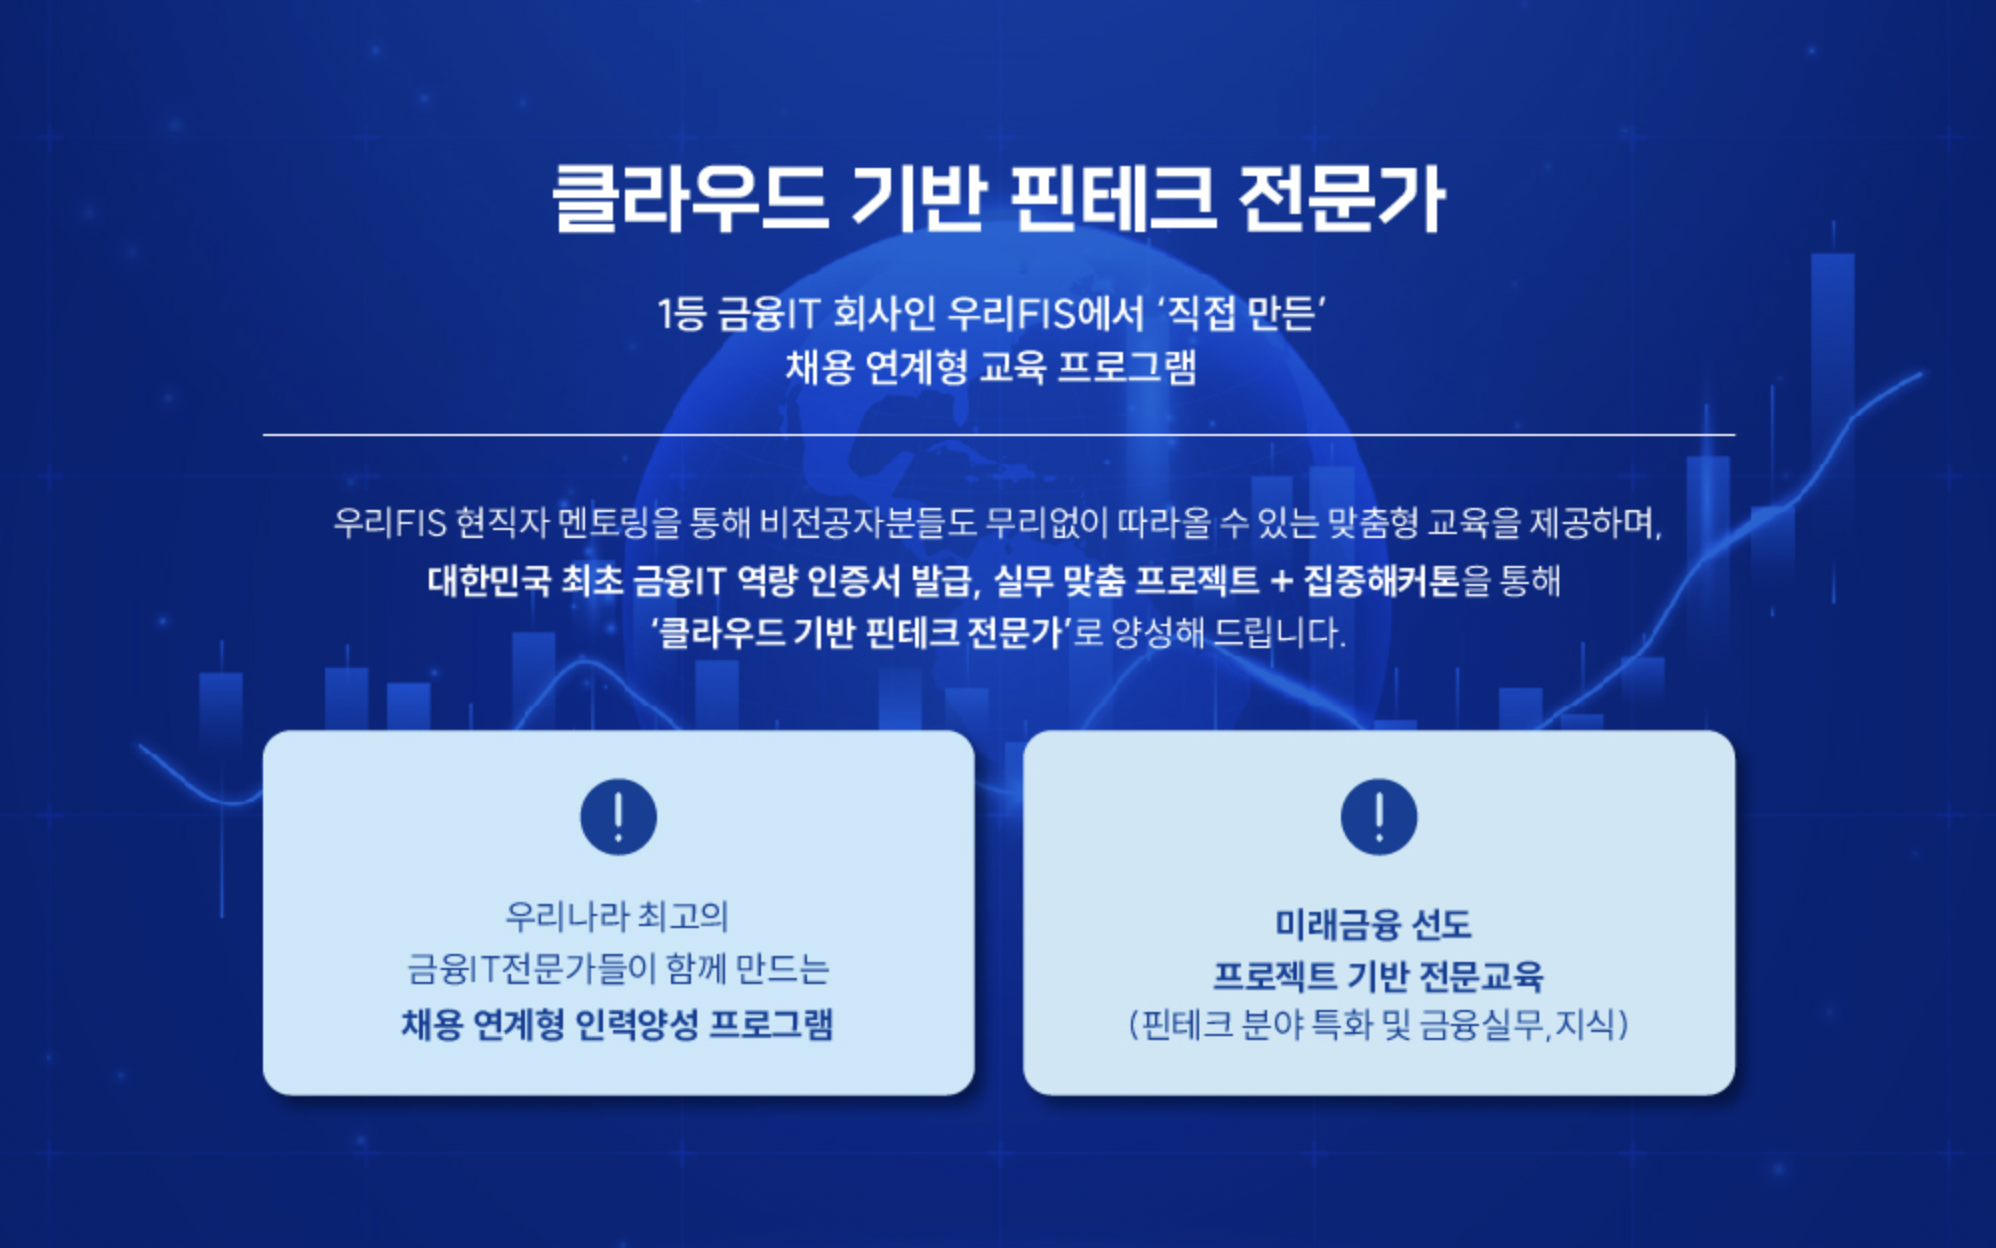 클라우드 기반 핀테크 전문가
1등 금융IT 회사인 우리FIS에서 ‘직접 만든’
채용 연계형 교육 프로그램
우리FIS 현직자 멘토링을 통해 비전공자분들도 무리없이 따라올 수 있는 맞춤형 교육을 제공하며,
대한민국 최초 금융IT 역량 인증서 발급, 실무 맞춤 프로젝트 + 집중해커톤을 통해
‘클라우드 기반 핀테크 전문가’로 양성해 드립니다.
우리나라 최고의
금융IT전문가들이 함께 만드는
채용 연계형 인력양성 프로그램
미래금융 선도
프로젝트 기반 전문교육
(핀테크 분야 특화 및 금융실무,지식)